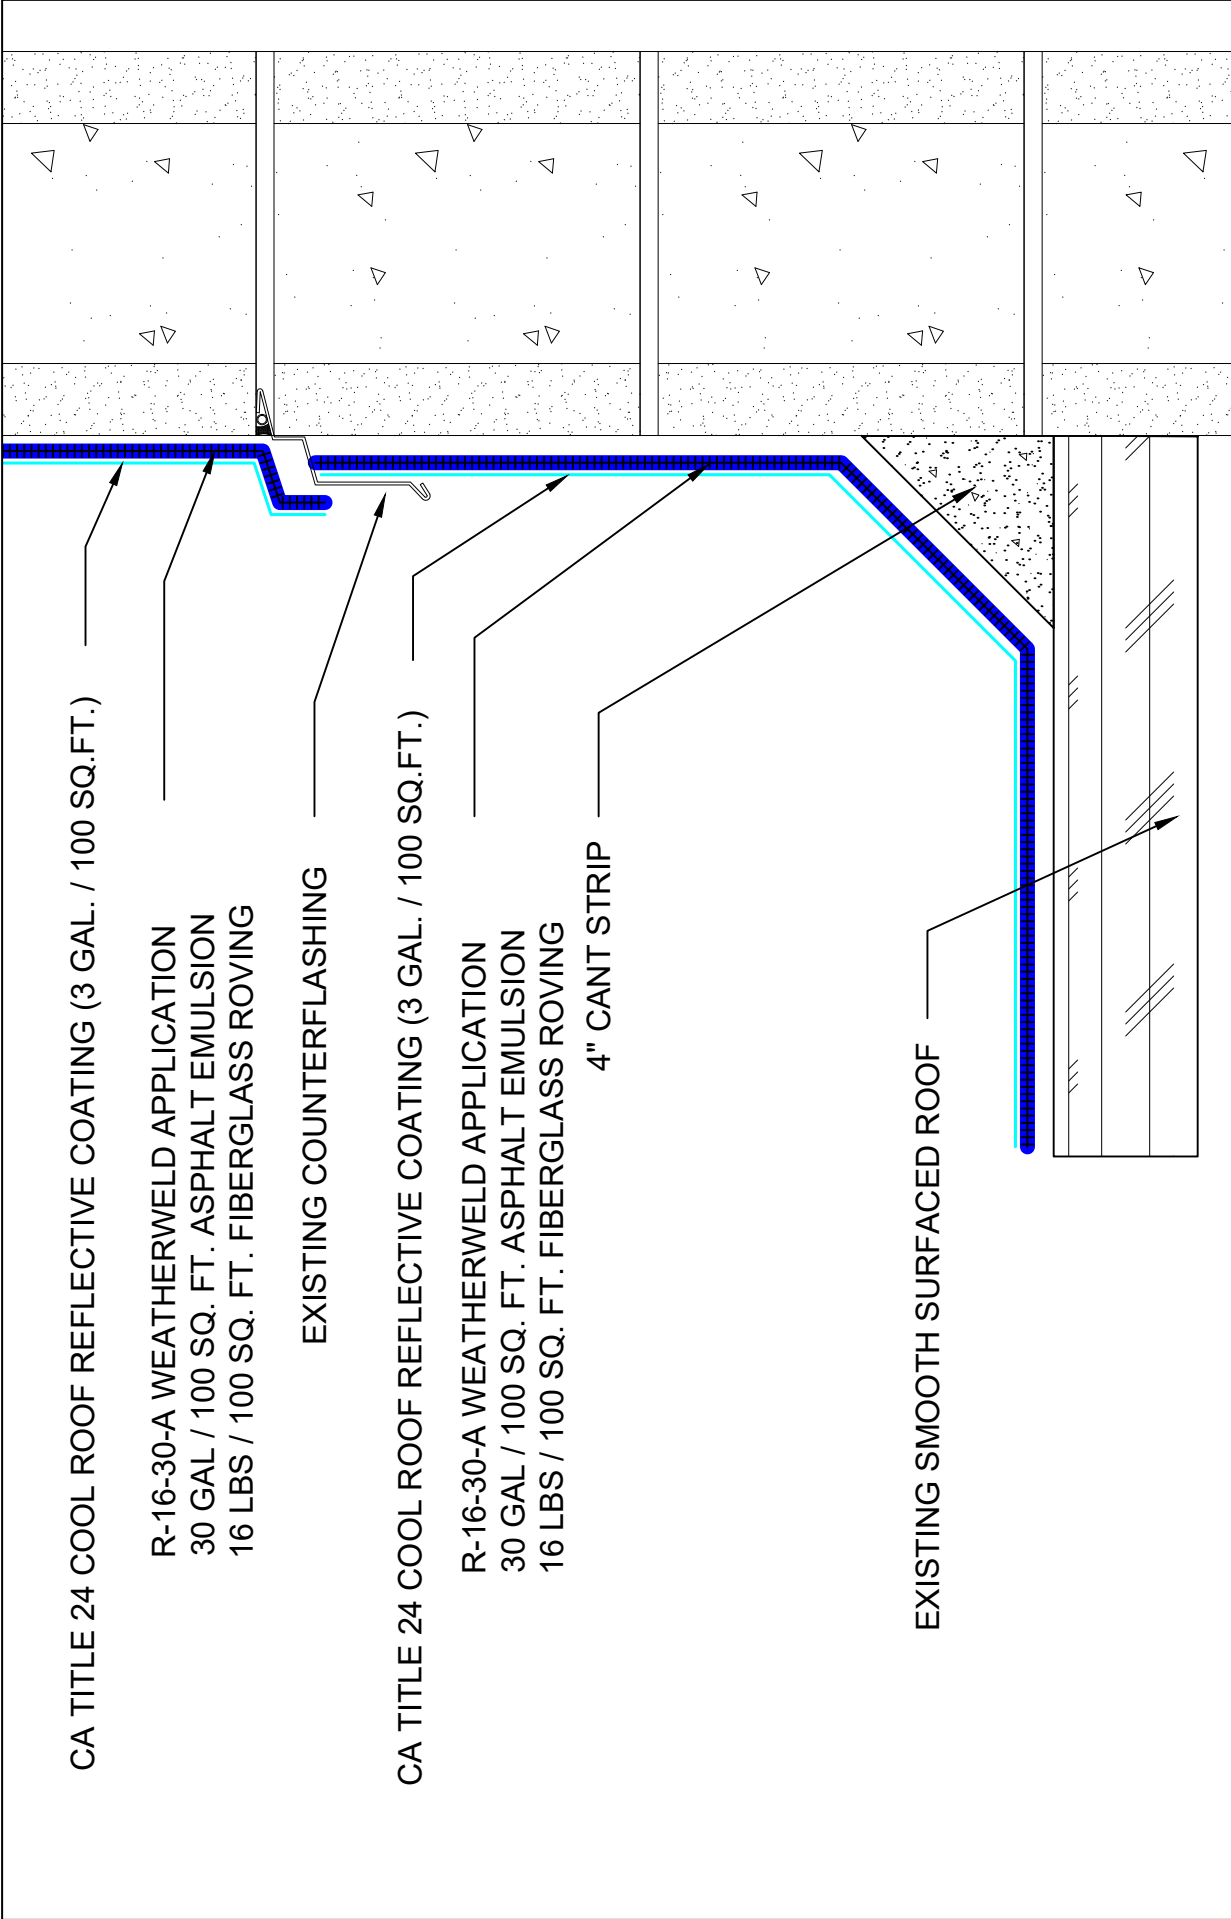 CA TITLE 24 COOL ROOF REFLECTIVE COATING (3 GAL. / 100 SQ.FT.)
R-16-30-A WEATHERWELD APPLICATION
30 GAL / 100 SQ. FT. ASPHALT EMULSION
16 LBS / 100 SQ. FT. FIBERGLASS ROVING
EXISTING COUNTERFLASHING
CA TITLE 24 COOL ROOF REFLECTIVE COATING (3 GAL. / 100 SQ.FT.)
R-16-30-A WEATHERWELD APPLICATION
30 GAL / 100 SQ. FT. ASPHALT EMULSION
16 LBS / 100 SQ. FT. FIBERGLASS ROVING
4" CANT STRIP
EXISTING SMOOTH SURFACED ROOF